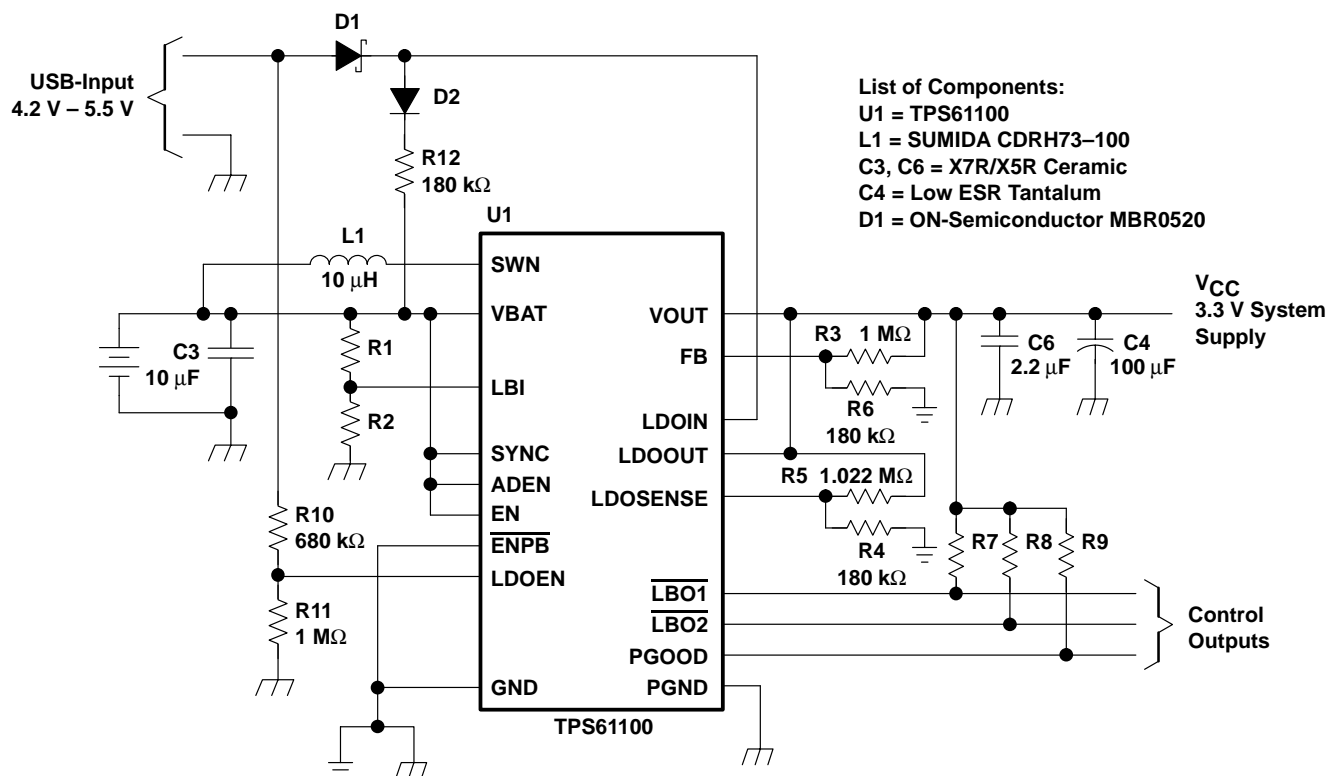 D1
USB-Input
4.2 V – 5.5 V
D2
List of Components:
U1 = TPS61100
L1 = SUMIDA CDRH73–100
C3, C6 = X7R/X5R Ceramic
C4 = Low ESR Tantalum
D1 = ON-Semiconductor MBR0520
R12
180 kΩ
U1
L1
10 µH
SWN
VBAT
LBI
SYNC
ADEN
EN
ENPB
LDOEN
GND
VOUT
FB
LDOIN
LDOOUT
LDOSENSE
LBO1
LBO2
PGOOD
PGND
TPS61100
C3
10 µF
R1
R2
R10
680 kΩ
R11
1 MΩ
R3
1 MΩ
R6
180 kΩ
R5
1.022 MΩ
R4
180 kΩ
C6
2.2 µF
C4
100 µF
VCC
3.3 V System
Supply
R7
R8
R9
Control
Outputs